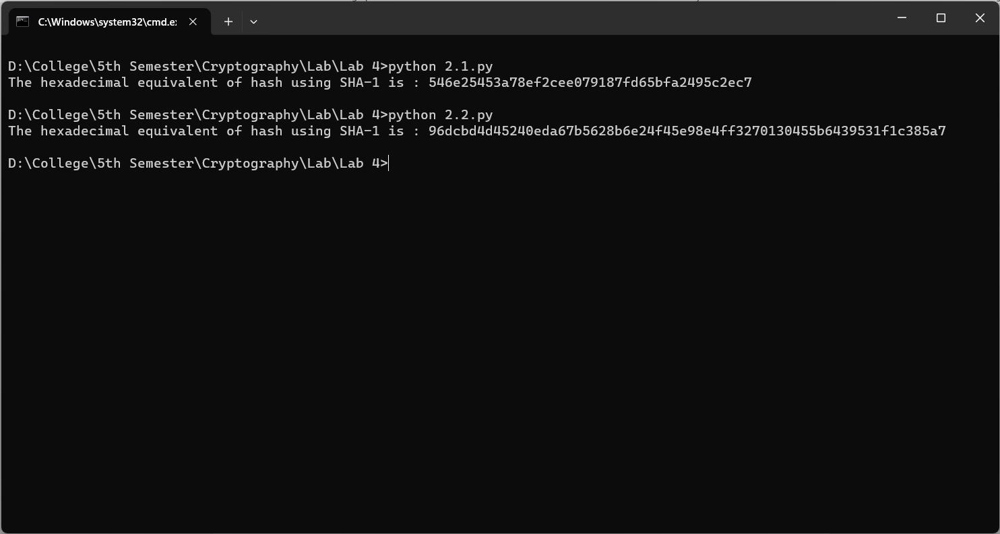 C:\Windows\system32\cmd.e
D:\College\5th Semester\Cryptography\Lab\Lab 4>python 2.1.py
The hexadecimal equivalent of hash using SHA-1 is : 546e25453a78ef2cee079187fd65bfa2495c2ec7
D:\College\5th Semester\Cryptography\Lab\Lab 4>python 2.2.py
The hexadecimal equivalent of hash using SHA-1 is : 96dcbd4d45240eda67b5628b6e24f45e98e4ff3270130455b6439531f1c385a7
D:\College\5th Semester\Cryptography\Lab\Lab 4>